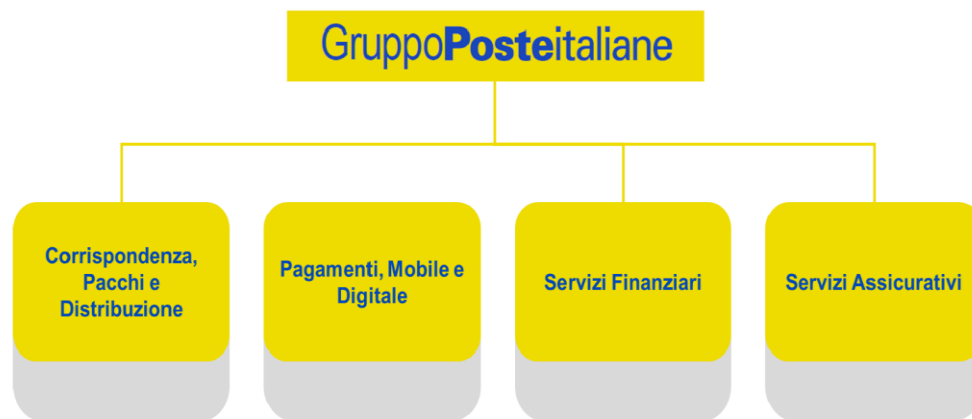 GruppoPosteitaliane
Corrispondenza,
Pacchi e
Distribuzione
Pagamenti, Mobile e
Digitale
Servizi Finanziari
Servizi Assicurativi